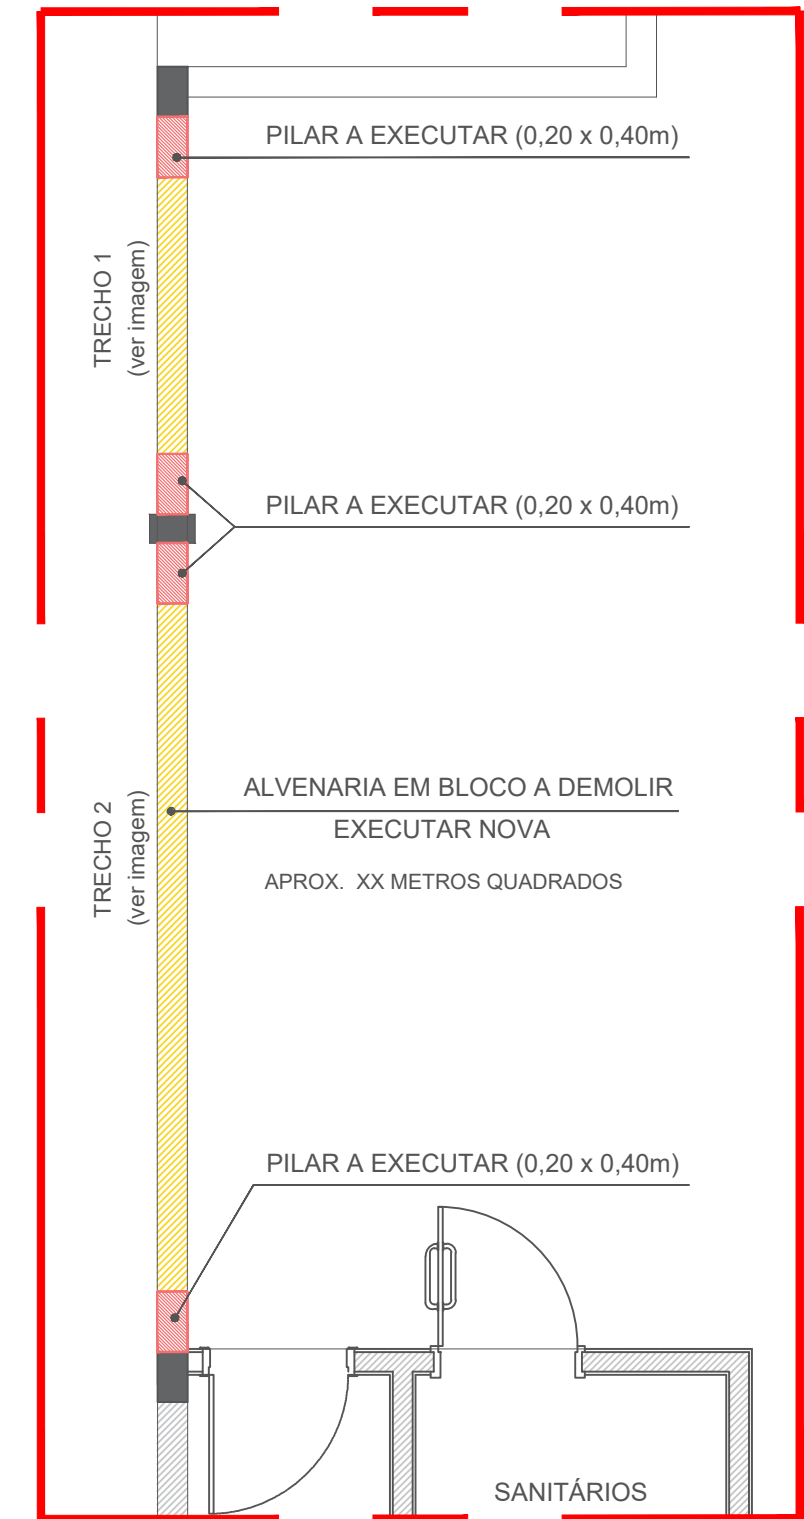 PILAR A EXECUTAR (0,20 x 0,40m)
TRECHO 1
(ver imagem)
PILAR A EXECUTAR (0,20 x 0,40m)
ALVENARIA EM BLOCO A DEMOLIR
EXECUTAR NOVA
APROX. XX METROS QUADRADOS
TRECHO 2
(ver imagem)
PILAR A EXECUTAR (0,20 x 0,40m)
SANITÁRIOS